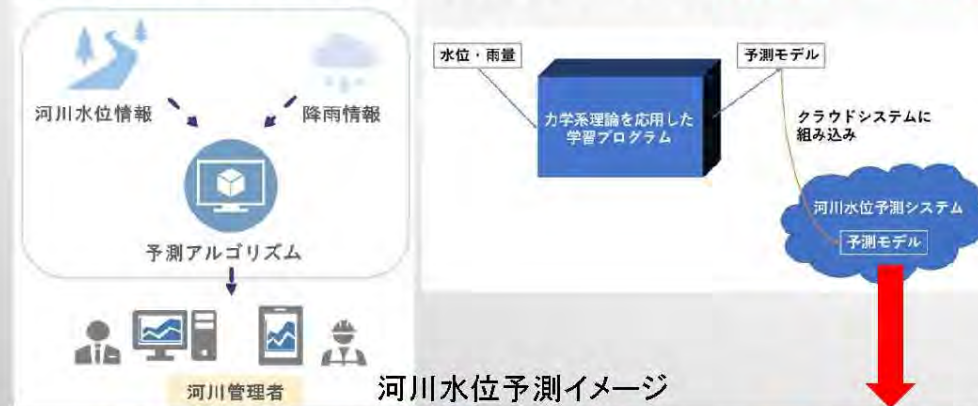 河川水位情報
降雨情報
予測アルゴリズム
河川管理者
水位・雨量
予測モデル
力学系理論を応用した
学習プログラム
クラウドシステムに
組み込み
河川水位予測システム
予測モデル
河川水位予測イメージ